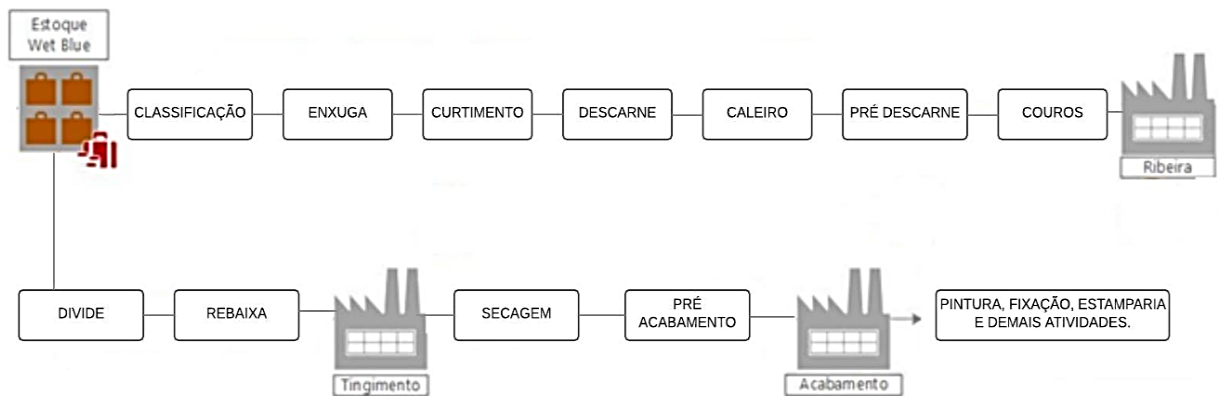 Estoque
Wet Blue
CLASSIFICAÇÃO
ENXUGA
CURTIMENTO
DESCARNE
CALEIRO
PRÉ DESCARNE
COUROS
Ribeira
DIVIDE
REBAIXA
Tingimento
SECAGEM
PRÉ
ACABAMENTO
Acabamento
PINTURA, FIXAÇÃO, ESTAMPARIA
E DEMAIS ATIVIDADES.